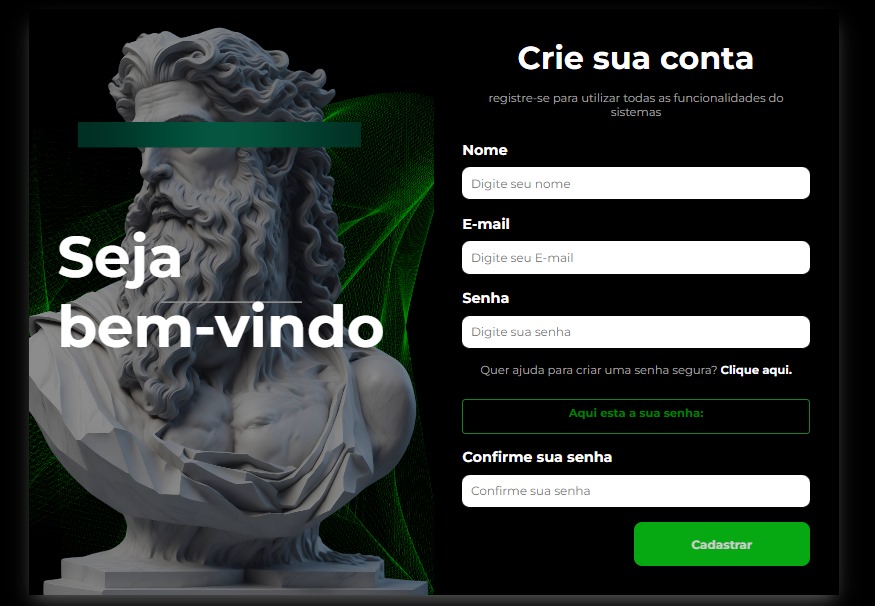 Seja
bem-vindo
Crie sua conta
registre-se para utilizar todas as funcionalidades do
sistemas
Nome
Digite seu nome
E-mail
Digite seu E-mail
Senha
Digite sua senha
Quer ajuda para criar uma senha segura? Clique aqui.
Aqui esta a sua senha:
Confirme sua senha
Confirme sua senha
Cadastrar